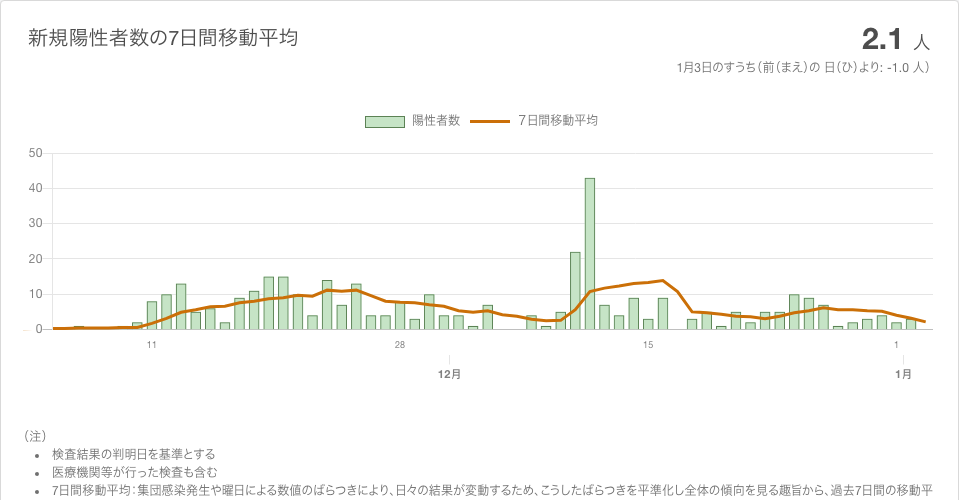 新規陽性者数の7日間移動平均
2.1 人
1月3日のすうち（前（まえ）の 日（ひ）より: -1.0 人）
陽性者数 7日間移動平均
50
40
30
20
10
0
11 28 15 1
12月 1月
（注）
• 検査結果の判明日を基準とする
• 医療機関等が行った検査も含む
• 7日間移動平均：集団感染発生や曜日による数値のばらつきにより、日々の結果が変動するため、こうしたばらつきを平準化し全体の傾向を見る趣旨から、過去7日間の移動平